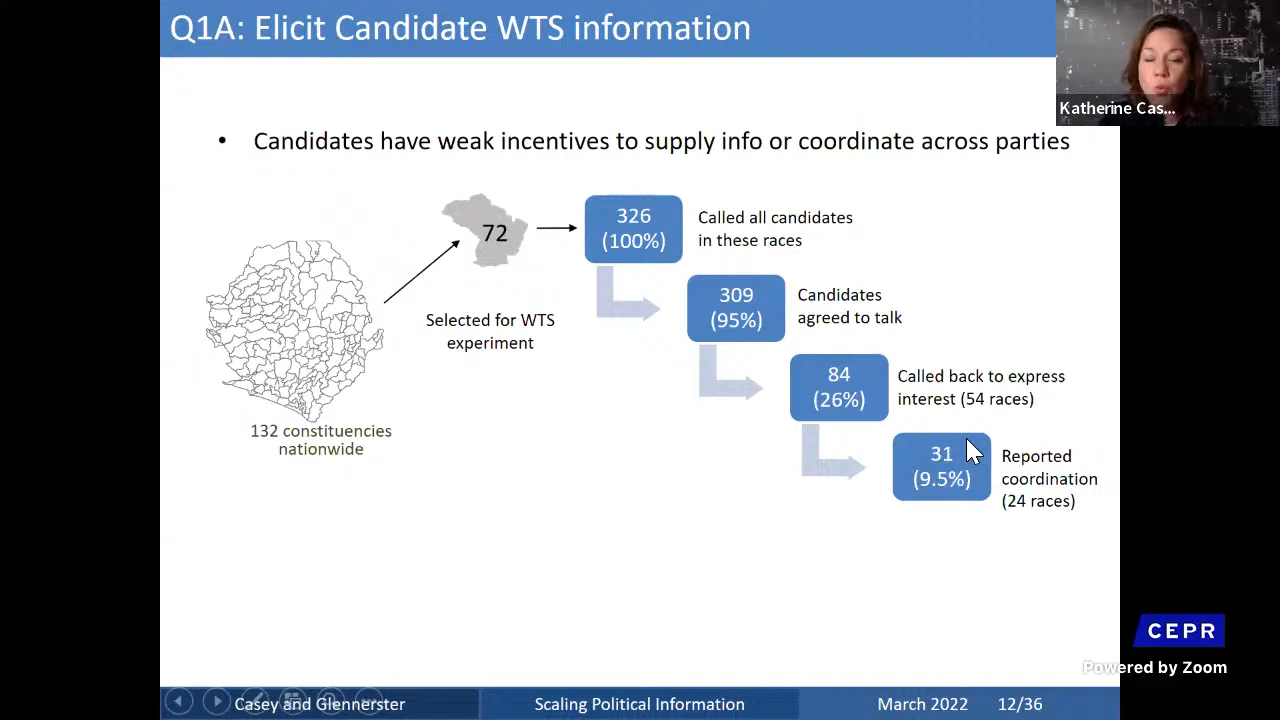 Q1A: Elicit Candidate WTS information
Katherine Cas...
• Candidates have weak incentives to supply info or coordinate across parties
72
326
(100%)
Called all candidates
in these races
309
(95%)
Candidates
agreed to talk
Selected for WTS
experiment
84
(26%)
Called back to express
interest (54 races)
132 constituencies
nationwide
31
(9.5%)
Reported
coordination
(24 races)
CEPR
Powered by Zoom
Casey and Glennerster
Scaling Political Information
March 2022
12/36